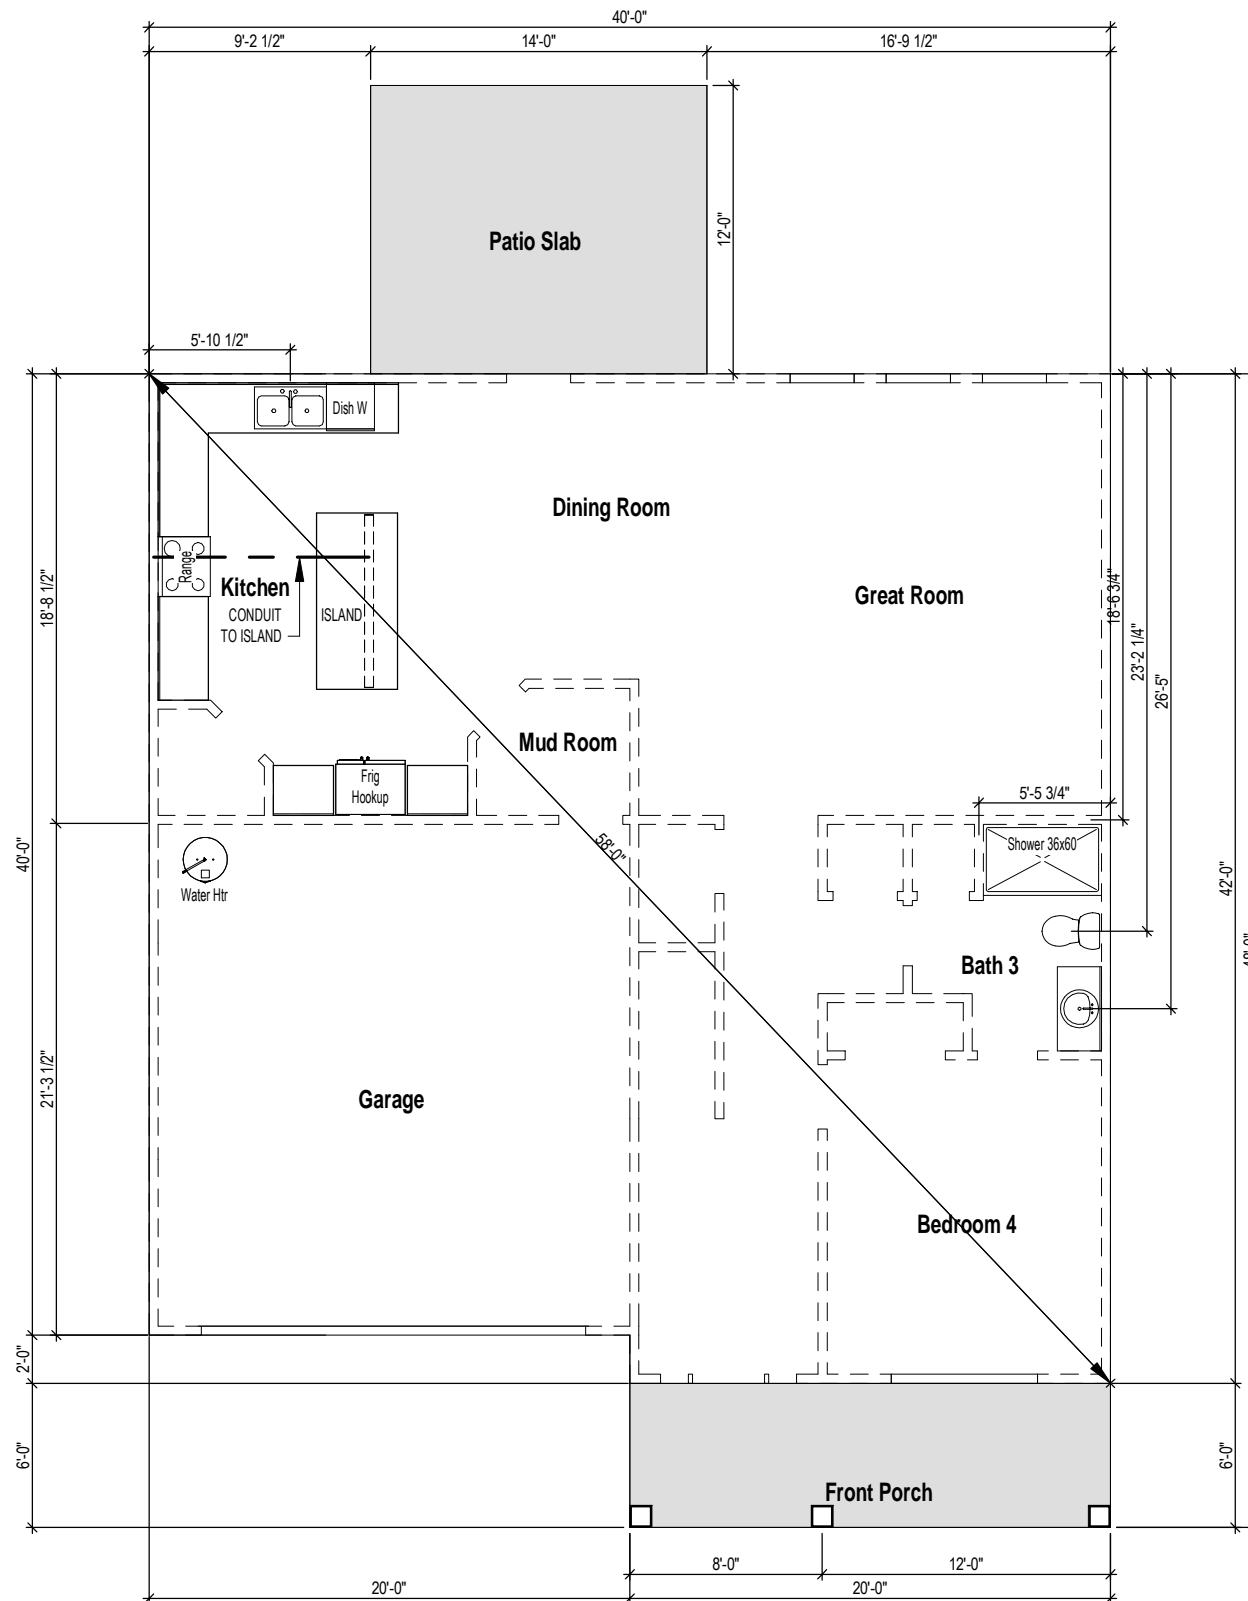 40'-0"
9'-2 1/2"
14'-0"
16'-9 1/2"
12'-0"
Patio Slab
5'-10 1/2"
Dish W
Dining Room
Range
Kitchen
CONDUIT
TO ISLAND
ISLAND
Great Room
18'-8 1/2"
18'-6 3/4"
23'-2 1/4"
26'-5"
Mud Room
Frig
Hookup
5'-5 3/4"
Shower 36x60
58'-0"
40'-0"
42'-0"
Water Htr
48'-0"
Bath 3
21'-3 1/2"
Garage
Bedroom 4
2'-0"
6'-0"
6'-0"
Front Porch
8'-0"
12'-0"
20'-0"
20'-0"